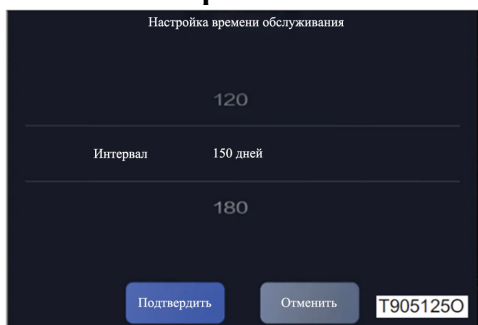 Настройка времени обслуживания
120
Интервал 150 дней
180
Подтвердить Отменить
T905125O